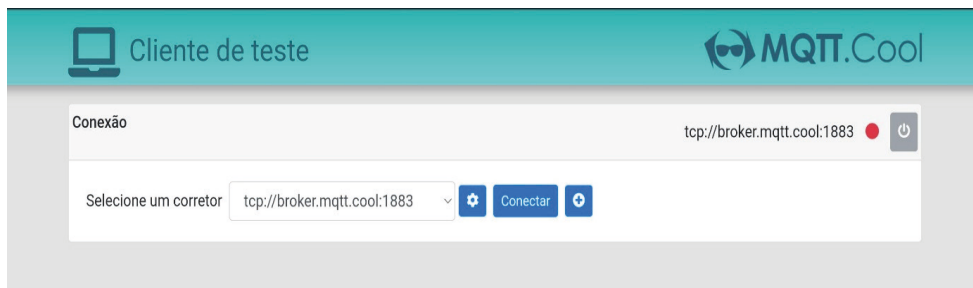 Cliente de teste
MQTT.Cool
Conexão
tcp://broker.mqtt.cool:1883
Selecione um corretor
tcp://broker.mqtt.cool:1883
Conectar